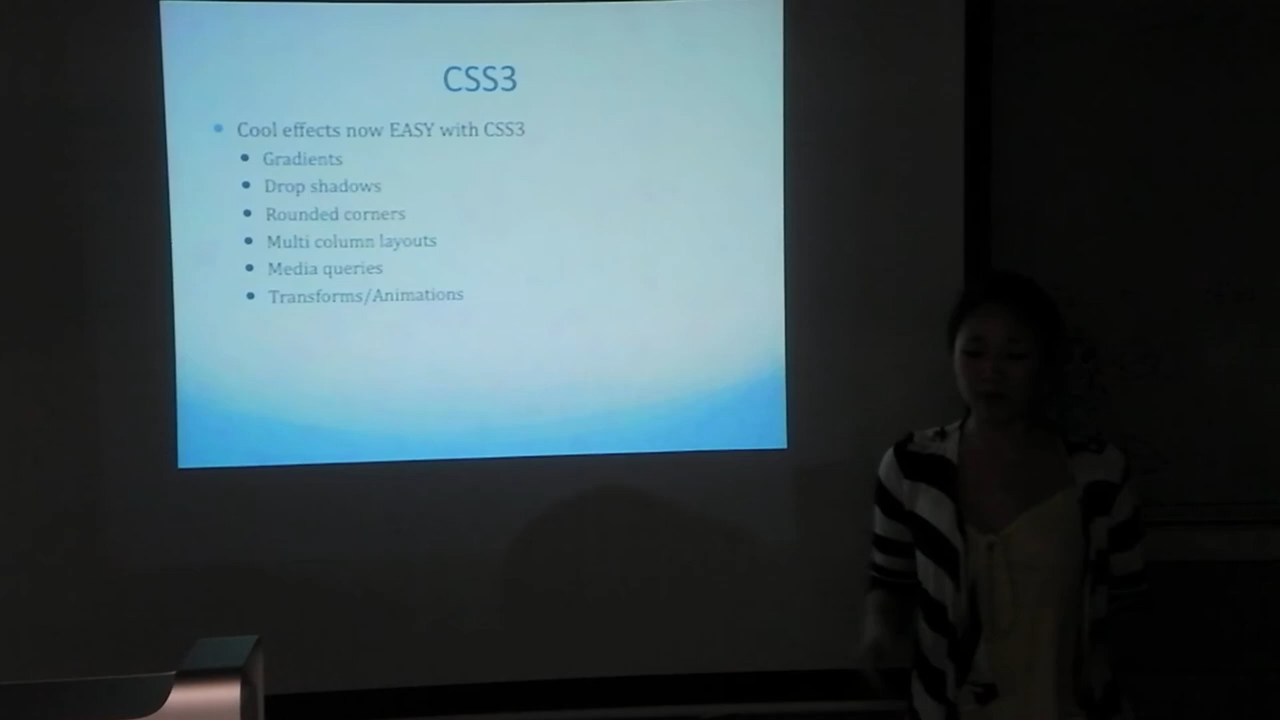 CSS3
Cool effects now EASY with CSS3
Gradients
Drop shadows
Rounded corners
Multi column layouts
Media queries
Transforms/Animations